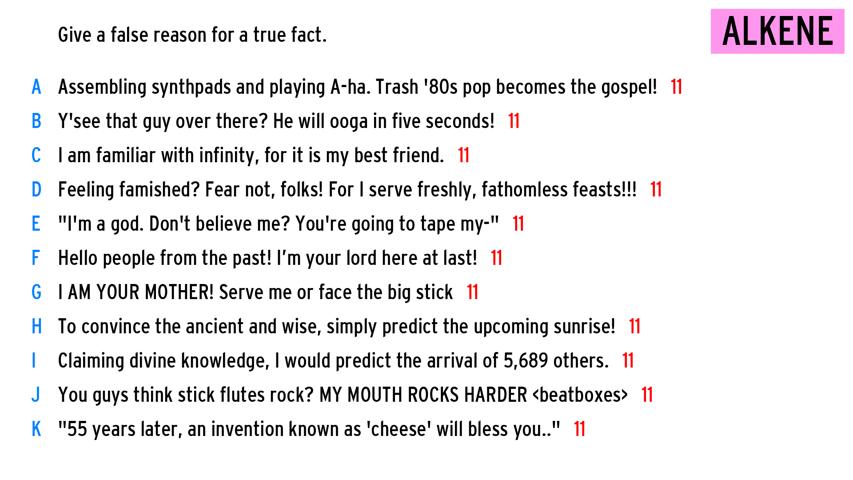 Give a false reason for a true fact.
ALKENE
A Assembling synthpads and playing A-ha. Trash '80s pop becomes the gospel! 11
B Y'see that guy over there? He will ooga in five seconds! 11
C I am familiar with infinity, for it is my best friend. 11
D Feeling famished? Fear not, folks! For I serve freshly, fathomless feasts!!! 11
E "I'm a god. Don't believe me? You're going to tape my-" 11
F Hello people from the past! I’m your lord here at last! 11
G I AM YOUR MOTHER! Serve me or face the big stick 11
H To convince the ancient and wise, simply predict the upcoming sunrise! 11
I Claiming divine knowledge, I would predict the arrival of 5,689 others. 11
J You guys think stick flutes rock? MY MOUTH ROCKS HARDER <beatboxes> 11
K "55 years later, an invention known as 'cheese' will bless you.." 11